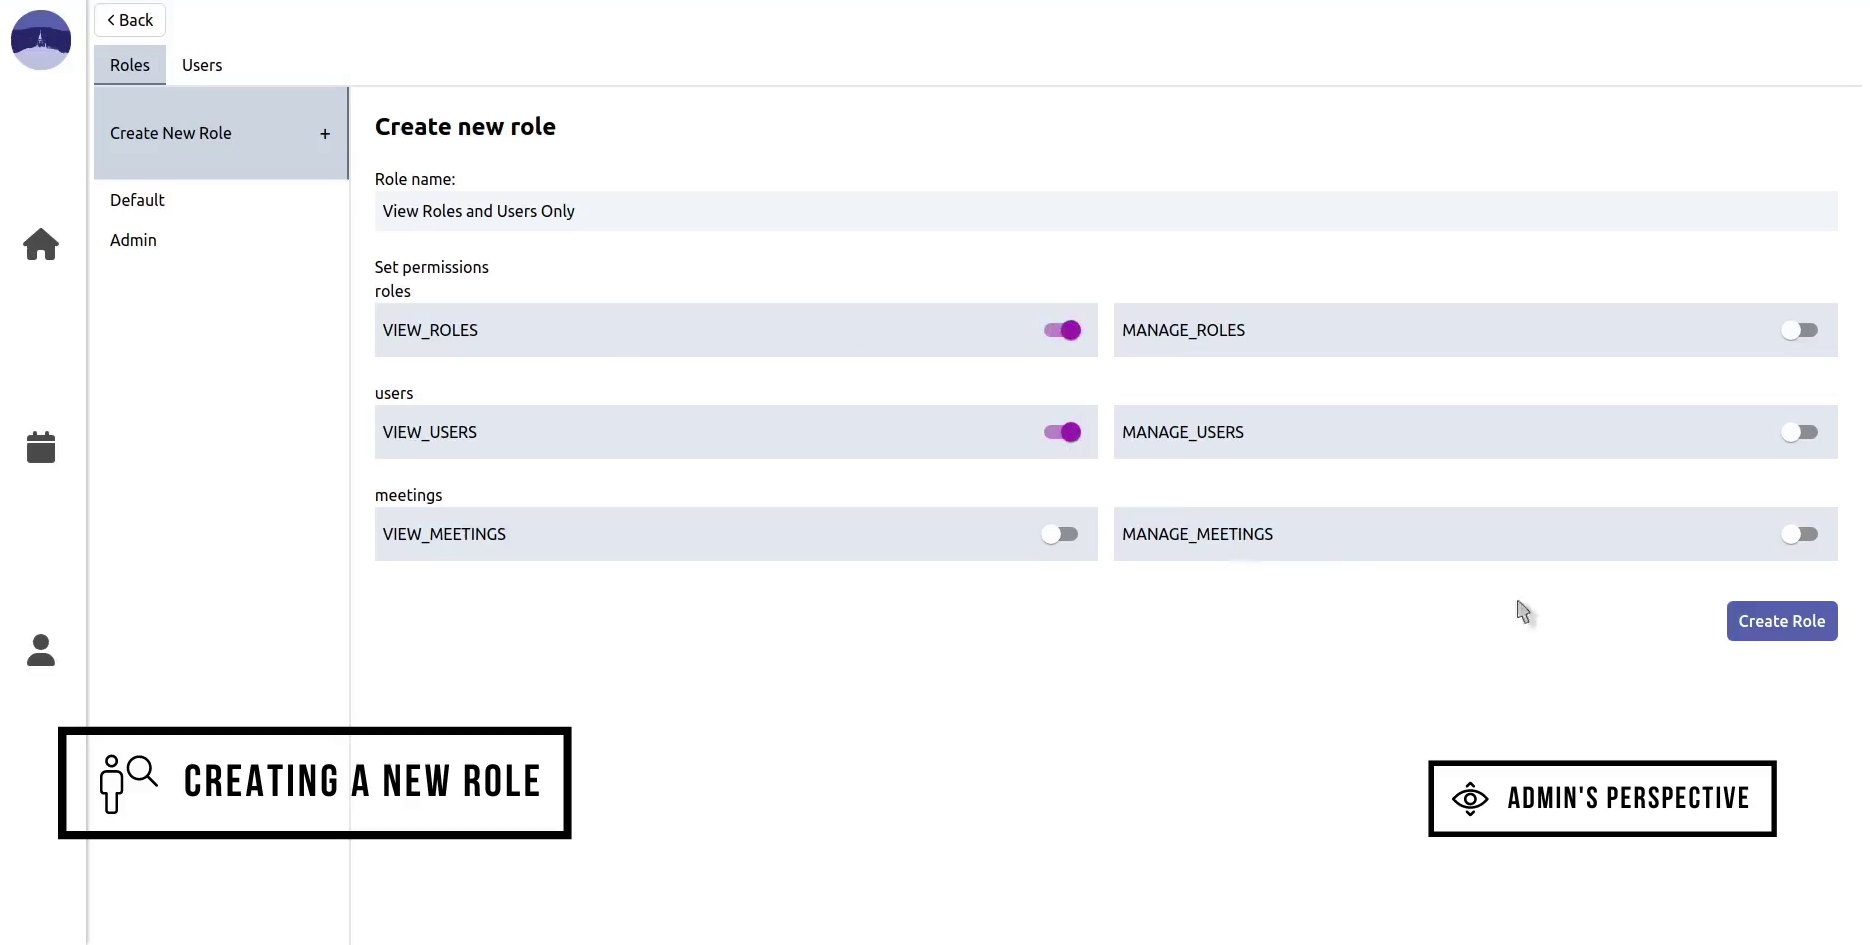 Back
Roles Users
Create New Role +
Default
Admin
Create new role
Role name:
View Roles and Users Only
Set permissions
roles
VIEW_ROLES MANAGE_ROLES
users
VIEW_USERS MANAGE_USERS
meetings
VIEW_MEETINGS MANAGE_MEETINGS
Create Role
CREATING A NEW ROLE
ADMIN'S PERSPECTIVE